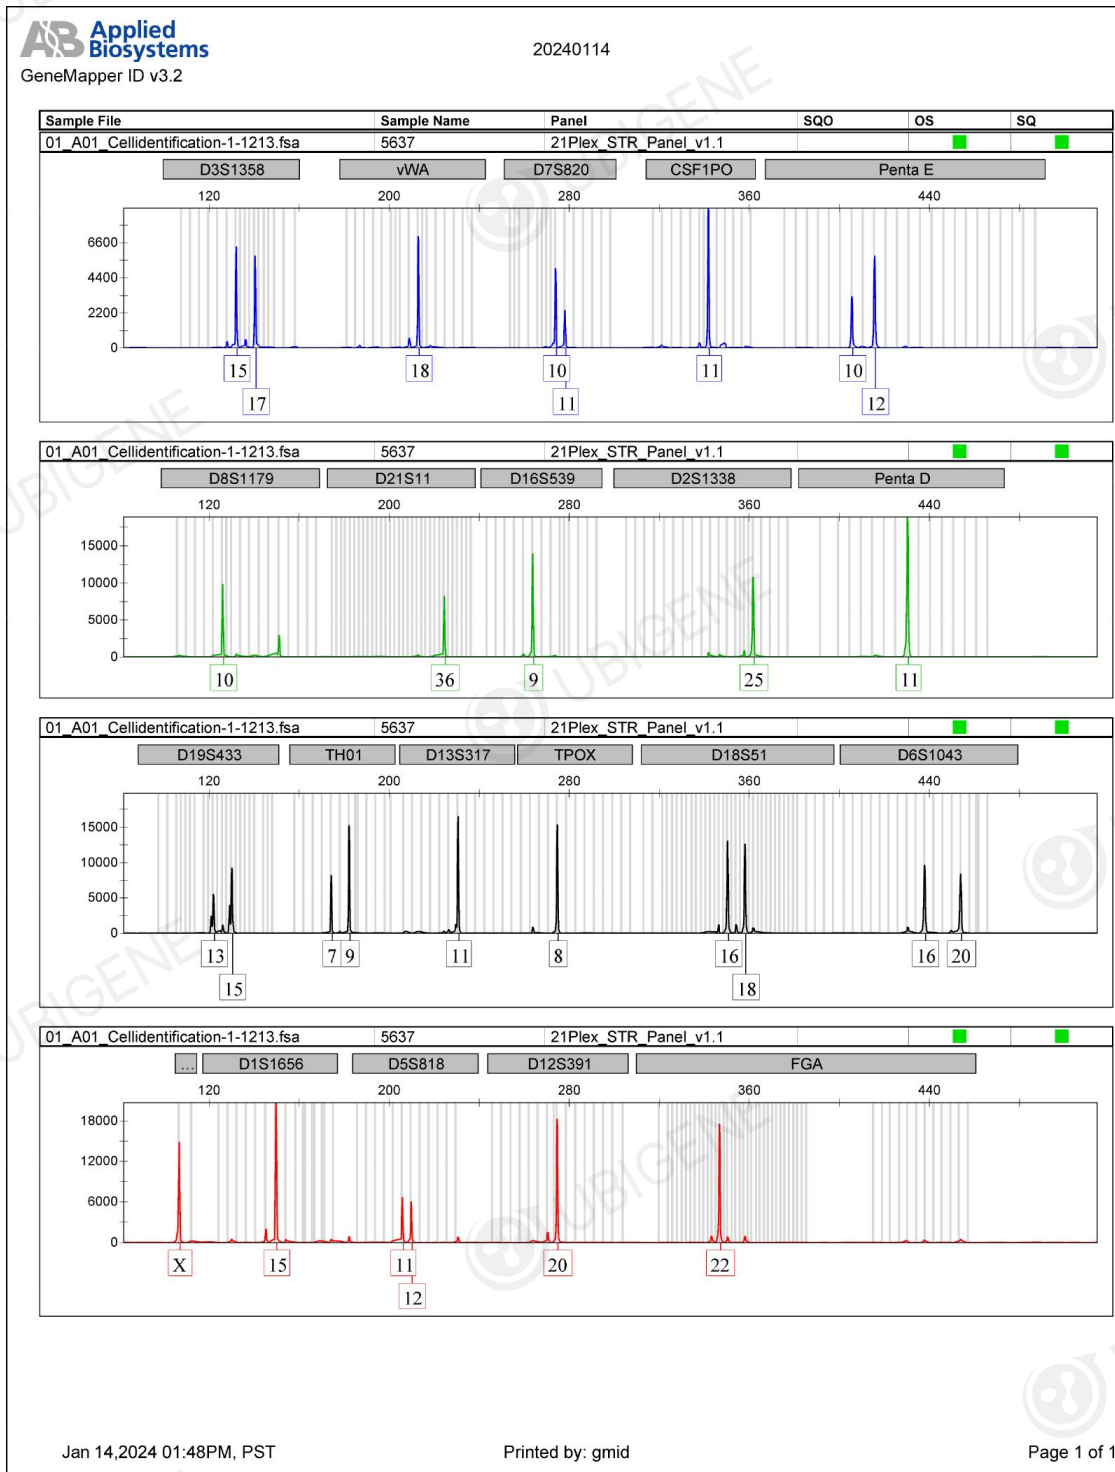 AB Applied
Biosystems
20240114
GeneMapper ID v3.2
Sample File Sample Name Panel SQO OS SQ
01_A01_Cellidentification-1-1213.fsa 5637 21Plex_STR_Panel_v1.1
D3S1358 vWA D7S820 CSF1PO Penta E
120 200 280 360 440
6600
4400
2200
0
15 18 10 11 10
17 11 12
01_A01_Cellidentification-1-1213.fsa 5637 21Plex_STR_Panel_v1.1
D8S1179 D21S11 D16S539 D2S1338 Penta D
120 200 280 360 440
15000
10000
5000
0
10 36 9 25 11
01_A01_Cellidentification-1-1213.fsa 5637 21Plex_STR_Panel_v1.1
D19S433 TH01 D13S317 TPOX D18S51 D6S1043
120 200 280 360 440
15000
10000
5000
0
13 7 9 11 8 16 16 20
15 18
01_A01_Cellidentification-1-1213.fsa 5637 21Plex_STR_Panel_v1.1
... D1S1656 D5S818 D12S391 FGA
120 200 280 360 440
18000
12000
6000
0
X 15 11 20 22
12
Jan 14,2024 01:48PM, PST Printed by: gmid Page 1 of 1
UBIGENE
UBIGENE
UBIGENE
UBIGENE
UBIGENE
UBIGENE